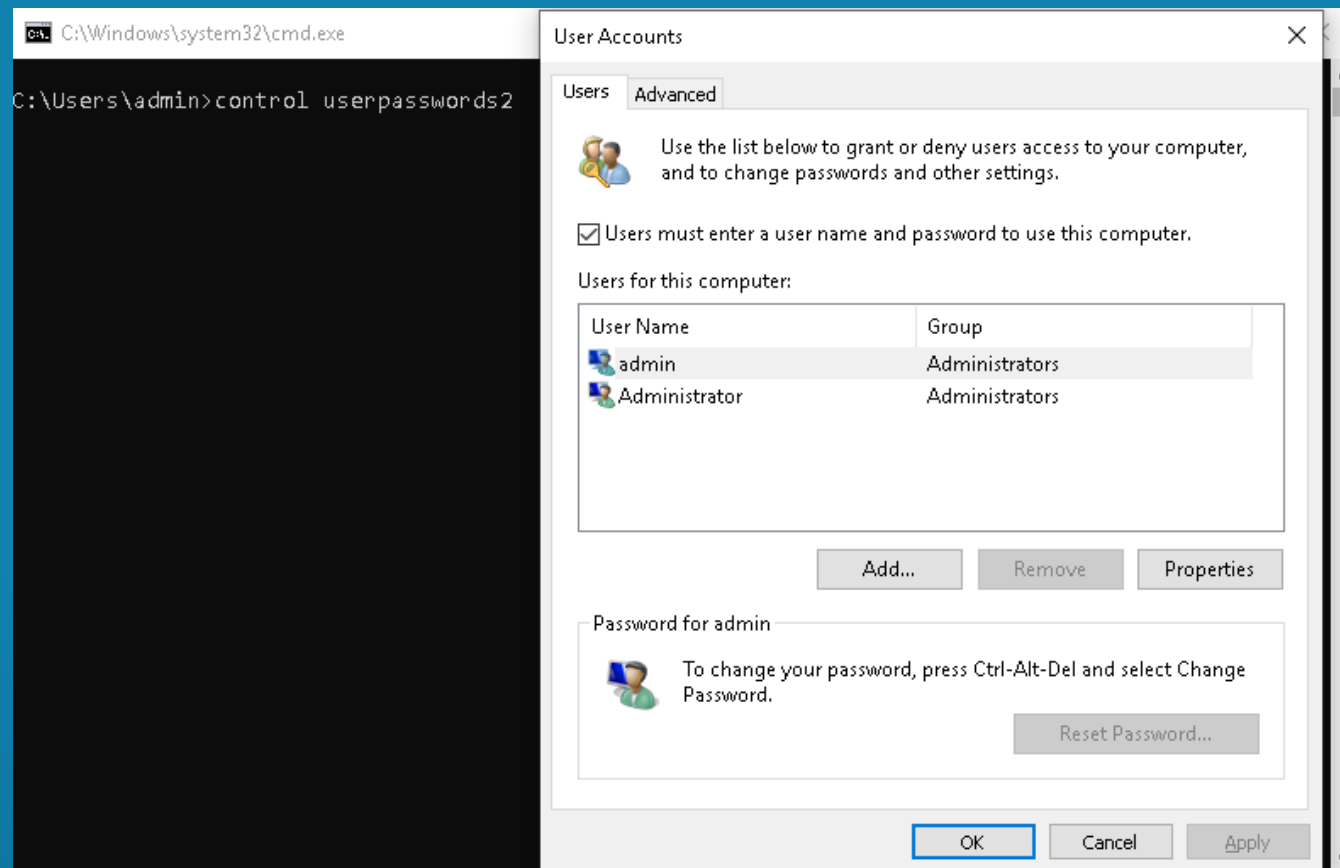 C:\Windows\system32\cmd.exe
C:\Users\admin>control userpasswords2
User Accounts
Users Advanced
Use the list below to grant or deny users access to your computer,
and to change passwords and other settings.
Users must enter a user name and password to use this computer.
Users for this computer:
User Name Group
admin Administrators
Administrator Administrators
Add... Remove Properties
Password for admin
To change your password, press Ctrl-Alt-Del and select Change
Password.
Reset Password...
OK Cancel Apply